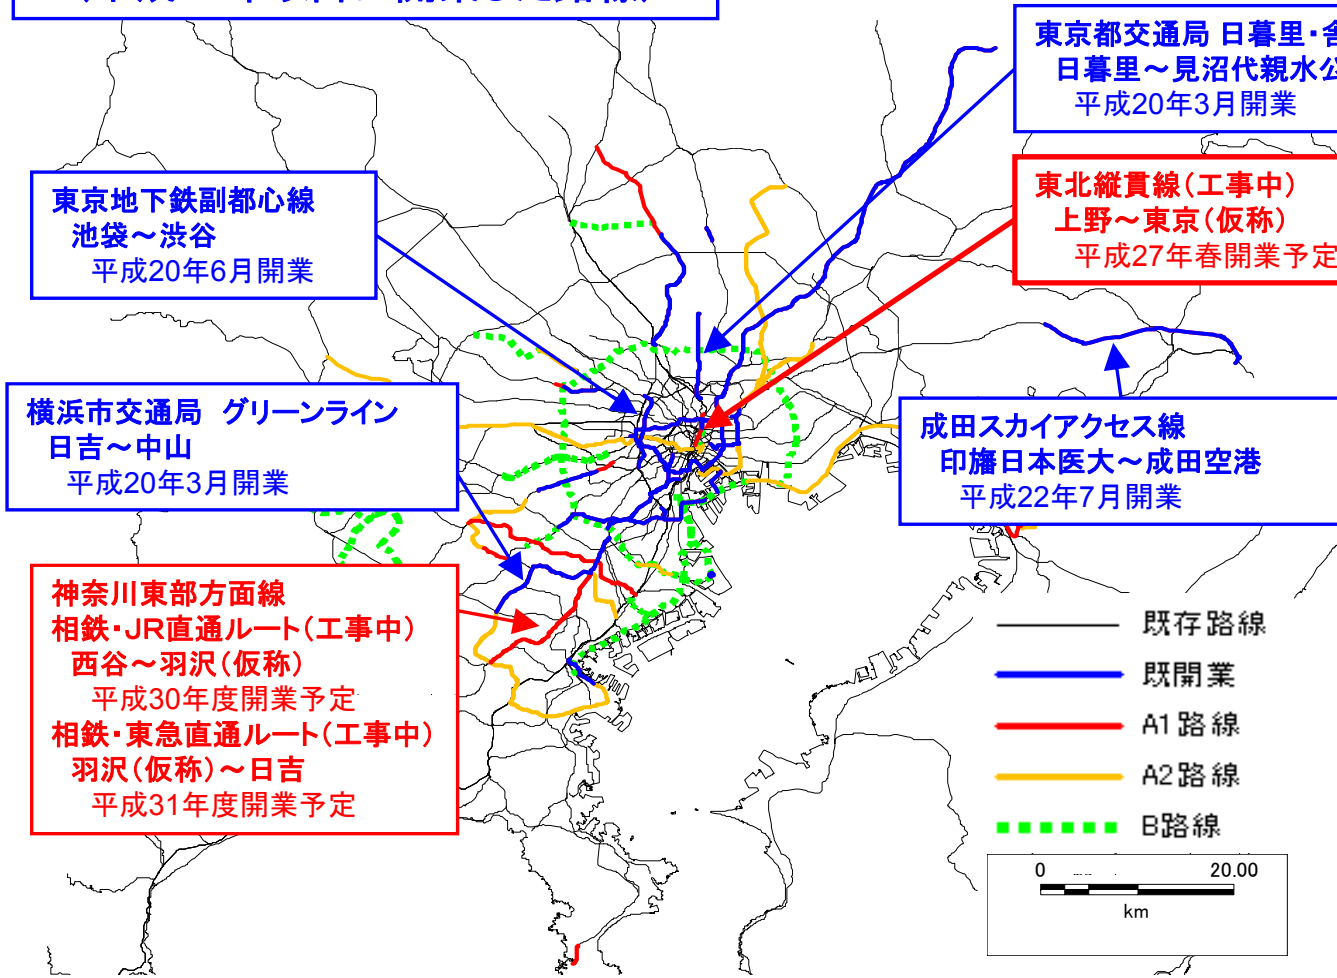 東京都交通局 日暮里・舎
日暮里～見沼代親水公
平成20年3月開業
東京地下鉄副都心線
池袋～渋谷
平成20年6月開業
東北縦貫線(工事中)
上野～東京(仮称)
平成27年春開業予定
横浜市交通局 グリーンライン
日吉～中山
平成20年3月開業
成田スカイアクセス線
印旛日本医大～成田空港
平成22年7月開業
神奈川東部方面線
相鉄・JR直通ルート(工事中)
西谷～羽沢(仮称)
平成30年度開業予定
相鉄・東急直通ルート(工事中)
羽沢(仮称)～日吉
平成31年度開業予定
既存路線
既開業
A1路線
A2路線
B路線
0 20.00
km